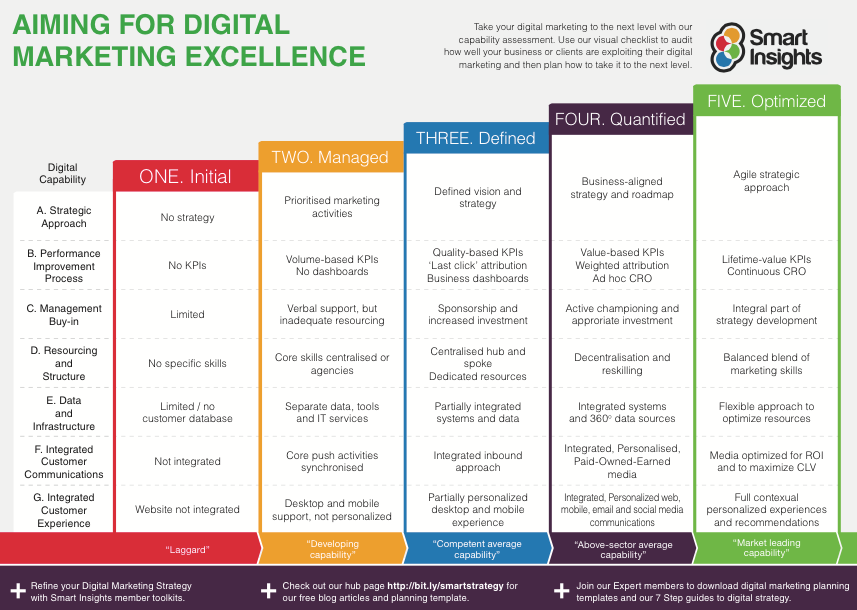 AIMING FOR DIGITAL
MARKETING EXCELLENCE
Take your digital marketing to the next level with our
capability assessment. Use our visual checklist to audit
how well your business or clients are exploiting their digital
marketing and then plan how to take it to the next level.
Smart
Insights
Digital
Capability
ONE. Initial
TWO. Managed
THREE. Defined
FOUR. Quantified
FIVE. Optimized
A. Strategic
Approach
No strategy
Prioritised marketing
activities
Defined vision and
strategy
Business-aligned
strategy and roadmap
Agile strategic
approach
B. Performance
Improvement
Process
No KPIs
Volume-based KPIs
No dashboards
Quality-based KPIs
‘Last click’ attribution
Business dashboards
Value-based KPIs
Weighted attribution
Ad hoc CRO
Lifetime-value KPIs
Continuous CRO
C. Management
Buy-in
Limited
Verbal support, but
inadequate resourcing
Sponsorship and
increased investment
Active championing and
approriate investment
Integral part of
strategy development
D. Resourcing
and
Structure
No specific skills
Core skills centralised or
agencies
Centralised hub and
spoke
Dedicated resources
Decentralisation and
reskilling
Balanced blend of
marketing skills
E. Data
and
Infrastructure
Limited / no
customer database
Separate data, tools
and IT services
Partially integrated
systems and data
Integrated systems
and 360º data sources
Flexible approach to
optimize resources
F. Integrated
Customer
Communications
Not integrated
Core push activities
synchronised
Integrated inbound
approach
Integrated, Personalised,
Paid-Owned-Earned
media
Media optimized for ROI
and to maximize CLV
G. Integrated
Customer
Experience
Website not integrated
Desktop and mobile
support, not personalized
Partially personalized
desktop and mobile
experience
Integrated, Personalized web,
mobile, email and social media
communications
Full contexual
personalized experiences
and recommendations
“Laggard”
“Developing
capability”
“Competent average
capability”
“Above-sector average
capability”
“Market leading
capability”
+ Refine your Digital Marketing Strategy
with Smart Insights member toolkits.
+ Check out our hub page http://bit.ly/smartstrategy for
our free blog articles and planning template.
+ Join our Expert members to download digital marketing planning
templates and our 7 Step guides to digital strategy.